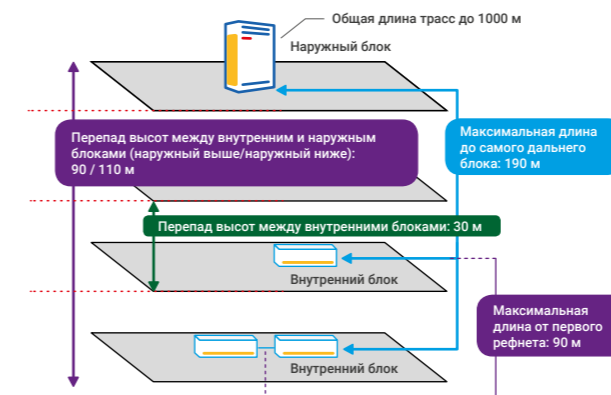 Общая длина трасс до 1000 м
Наружный блок
Перепад высот между внутренним и наружным
блоками (наружный выше/наружный ниже):
90 / 110 м
Максимальная длина
до самого дальнего
блока: 190 м
Перепад высот между внутренними блоками: 30 м
Внутренний блок
Максимальная
длина от первого
рефнета: 90 м
Внутренний блок